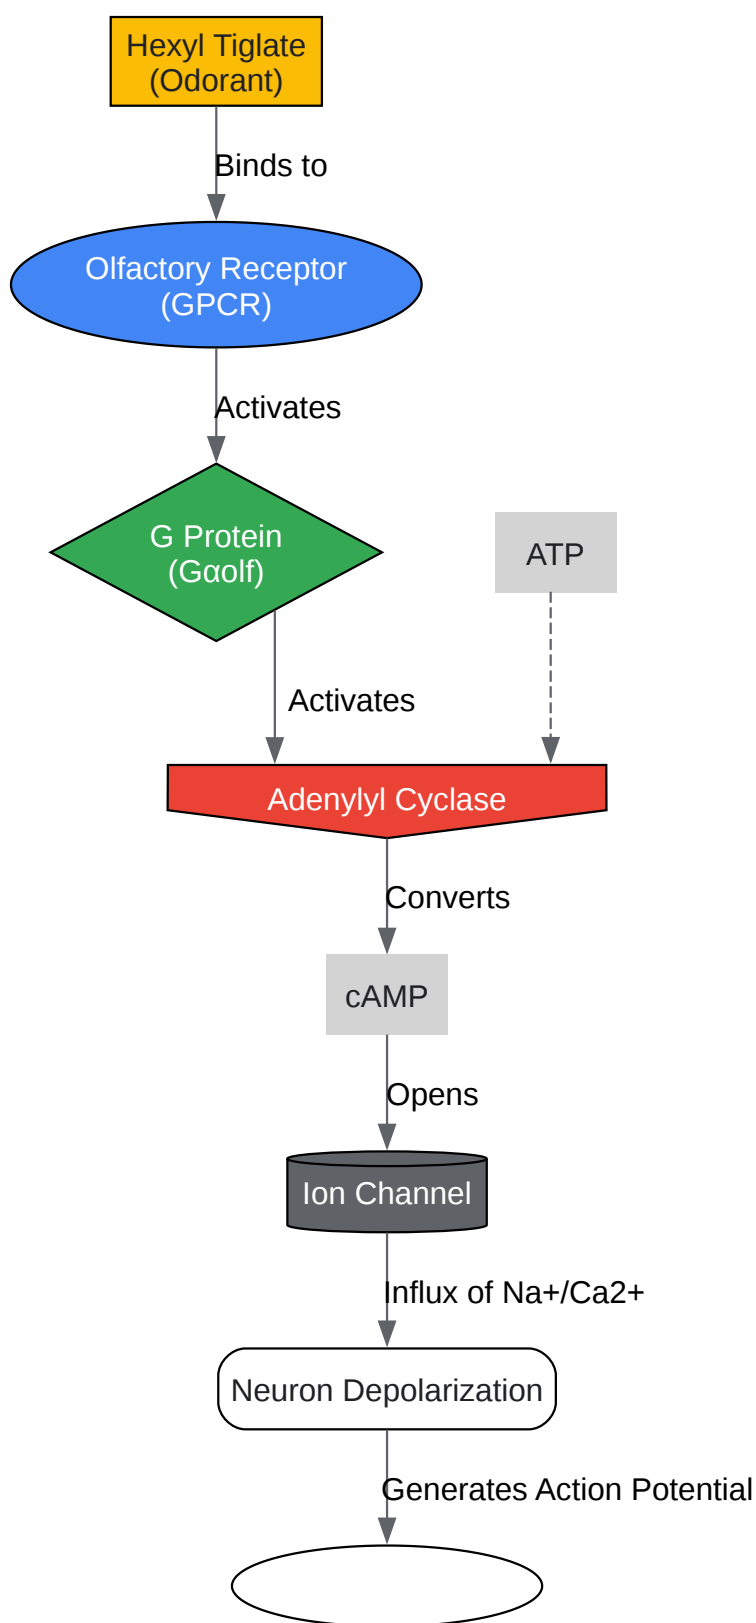 Hexyl Tiglate
(Odorant)
Binds to
Olfactory Receptor
(GPCR)
Activates
G Protein
(Gαolf)
ATP
Activates
Adenylyl Cyclase
Converts
cAMP
Opens
Ion Channel
Influx of Na+/Ca2+
Neuron Depolarization
Generates Action Potential